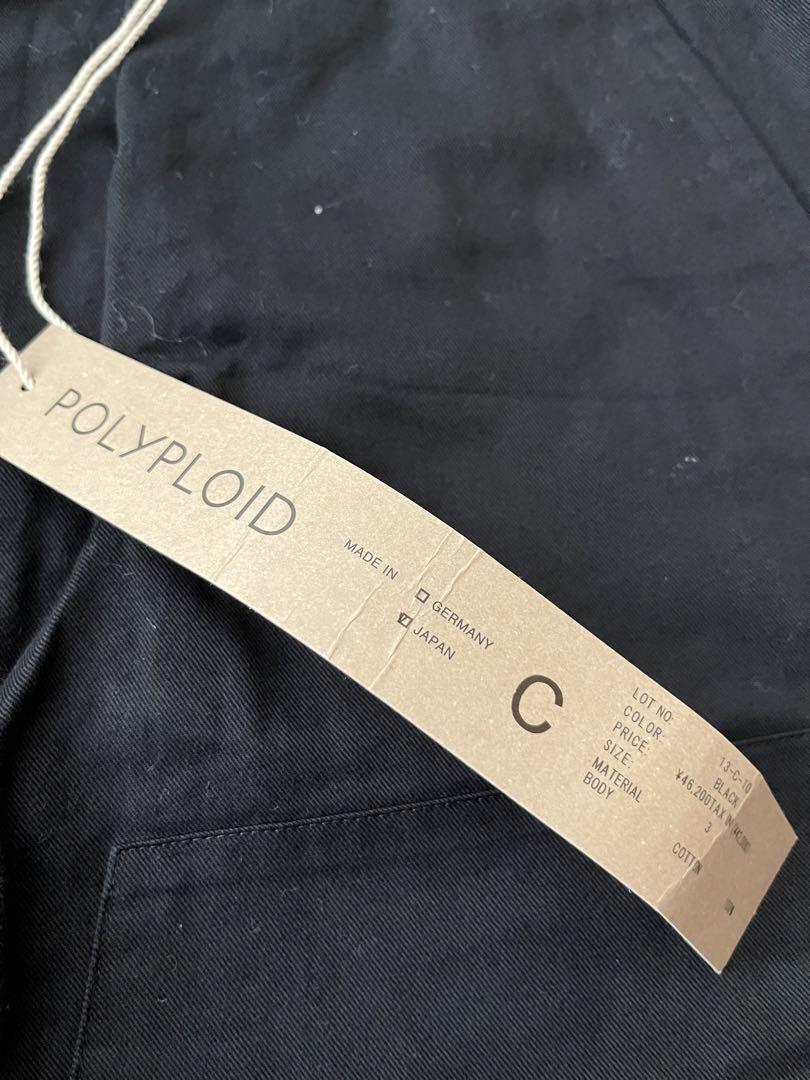 POLYPLOID
MADE IN
GERMANY
JAPAN
C
LOT NO: 13-C-10
COLOR: BLACK
PRICE: ¥46,200TAX IN
SIZE: 3
MATERIAL
BODY COTTON